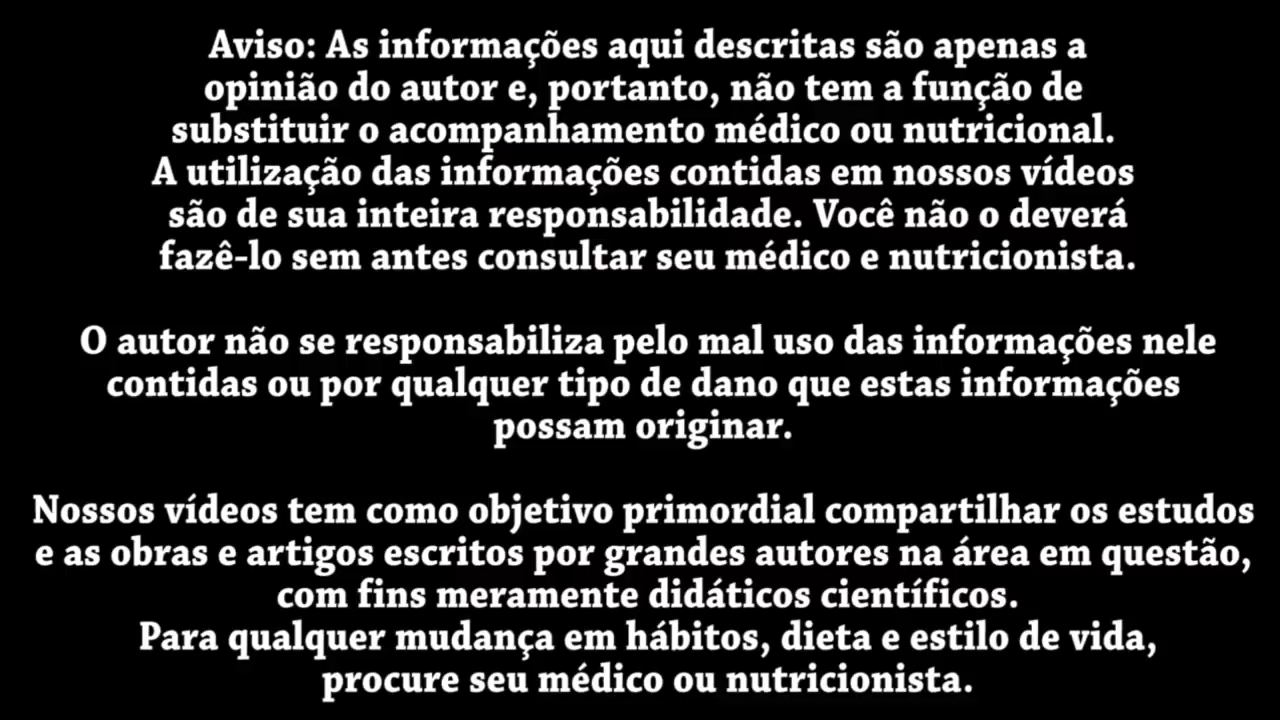 Aviso: As informações aqui descritas são apenas a
opinião do autor e, portanto, não tem a função de
substituir o acompanhamento médico ou nutricional.
A utilização das informações contidas em nossos vídeos
são de sua inteira responsabilidade. Você não o deverá
fazê-lo sem antes consultar seu médico e nutricionista.
O autor não se responsabiliza pelo mal uso das informações nele
contidas ou por qualquer tipo de dano que estas informações
possam originar.
Nossos vídeos tem como objetivo primordial compartilhar os estudos
e as obras e artigos escritos por grandes autores na área em questão,
com fins meramente didáticos científicos.
Para qualquer mudança em hábitos, dieta e estilo de vida,
procure seu médico ou nutricionista.